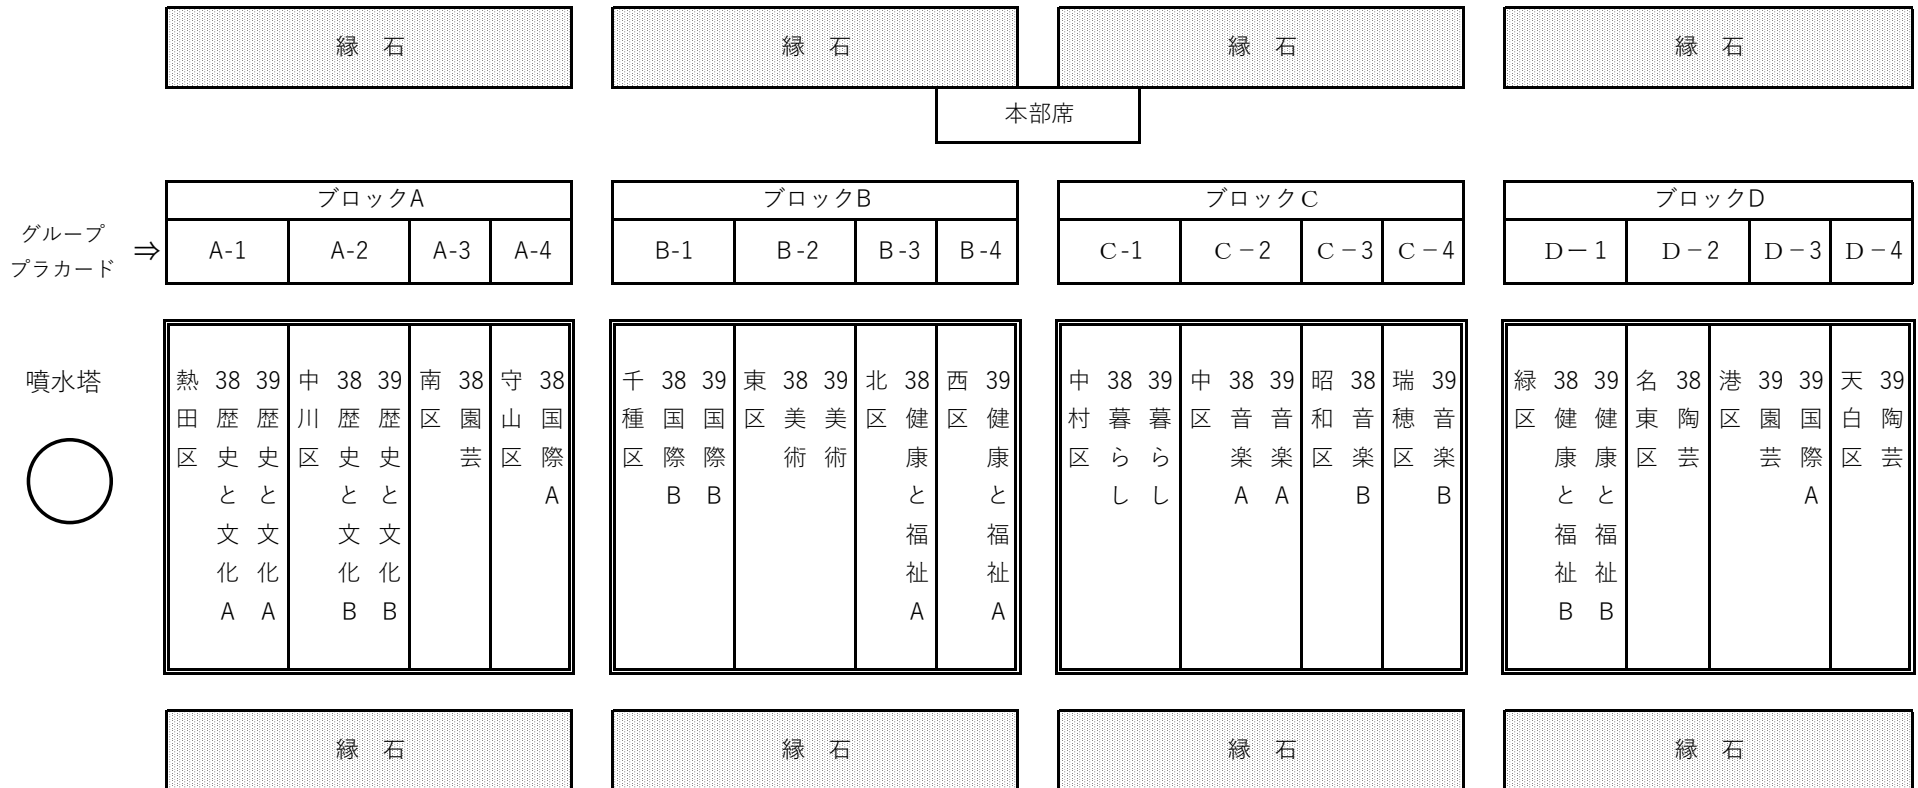 縁　石
縁　石
縁　石
縁　石
本部席
ブロックA
ブロックB
ブロックC
ブロックD
グループ
プラカード
⇒
A-1
A-2
A-3
A-4
B-1
B-2
B-3
B-4
C-1
C－2
C－3
C－4
D－1
D－2
D－3
D－4
噴水塔
熱田区
38歴史と文化A
39歴史と文化A
中川区
38歴史と文化B
39歴史と文化B
南区
38園芸
守山区
38国際A
千種区
38国際B
39国際B
東区
38美術
39美術
北区
38健康と福祉A
西区
39健康と福祉A
中村区
38暮らし
39暮らし
中区
38音楽A
39音楽A
昭和区
38音楽B
瑞穂区
39音楽B
緑区
38健康と福祉B
39健康と福祉B
名東区
38陶芸
港区
39園芸
39国際A
天白区
39陶芸
縁　石
縁　石
縁　石
縁　石